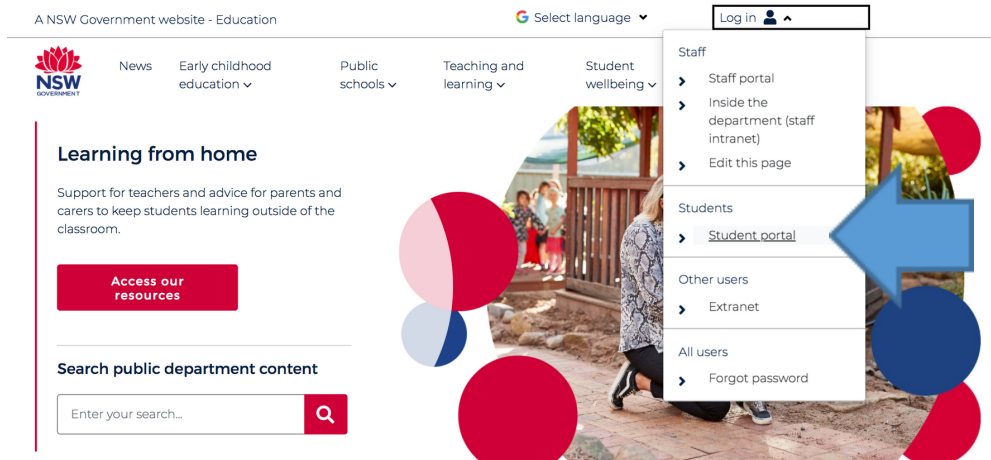 A NSW Government website - Education
G Select language
Log in
NSW
GOVERNMENT
News
Early childhood
education
Public
schools
Teaching and
learning
Student
wellbeing
Staff
Staff portal
Inside the
department (staff
intranet)
Edit this page
Students
Student portal
Other users
Extranet
All users
Forgot password
Learning from home
Support for teachers and advice for parents and
carers to keep students learning outside of the
classroom.
Access our
resources
Search public department content
Enter your search...